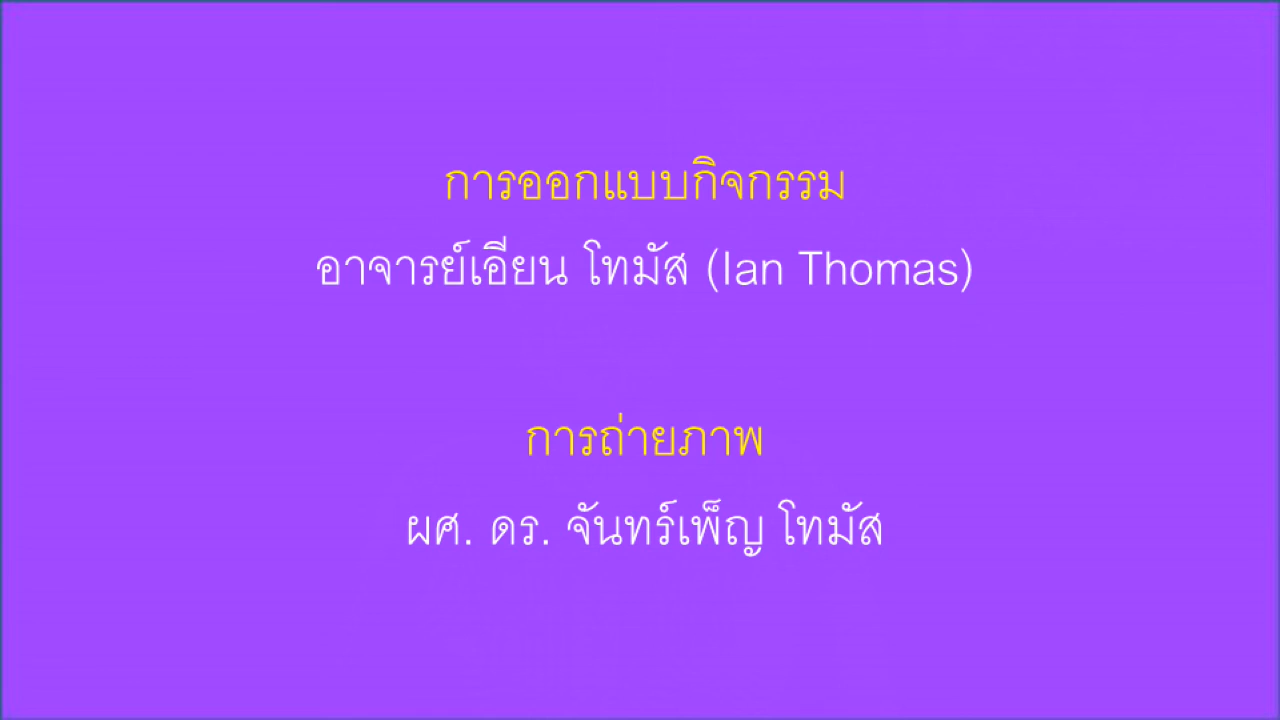 การออกแบบกิจกรรม
อาจารย์เอียน โทมัส (Ian Thomas)
การถ่ายภาพ
ผศ. ดร. จันทร์เพ็ญ โทมัส